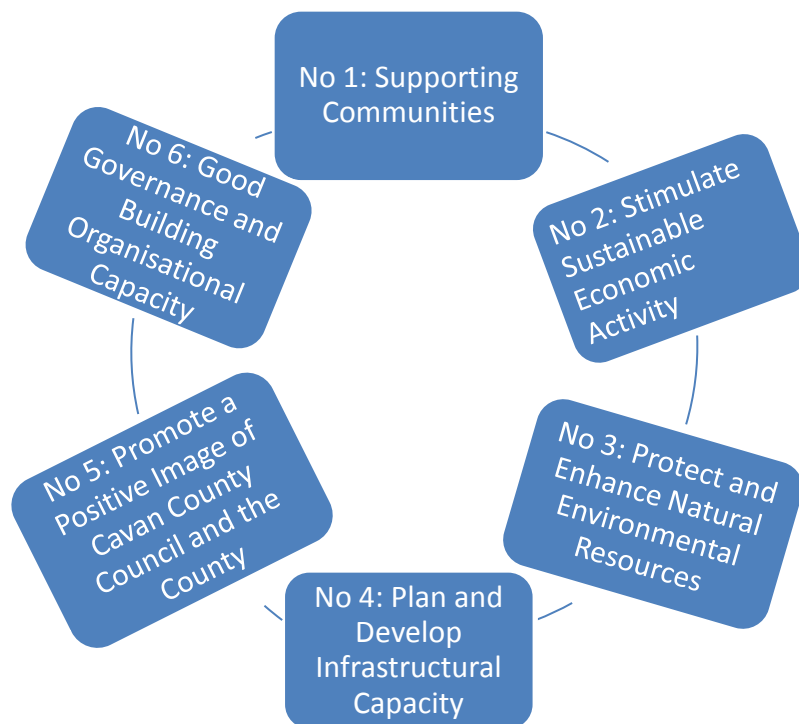 No 1: Supporting
Communities
No 2: Stimulate
Sustainable
Economic
Activity
No 3: Protect and
Enhance Natural
Environmental
Resources
No 4: Plan and
Develop
Infrastructural
Capacity
No 5: Promote a
Positive Image of
Cavan County
Council and the
County
No 6: Good
Governance and
Building
Organisational
Capacity